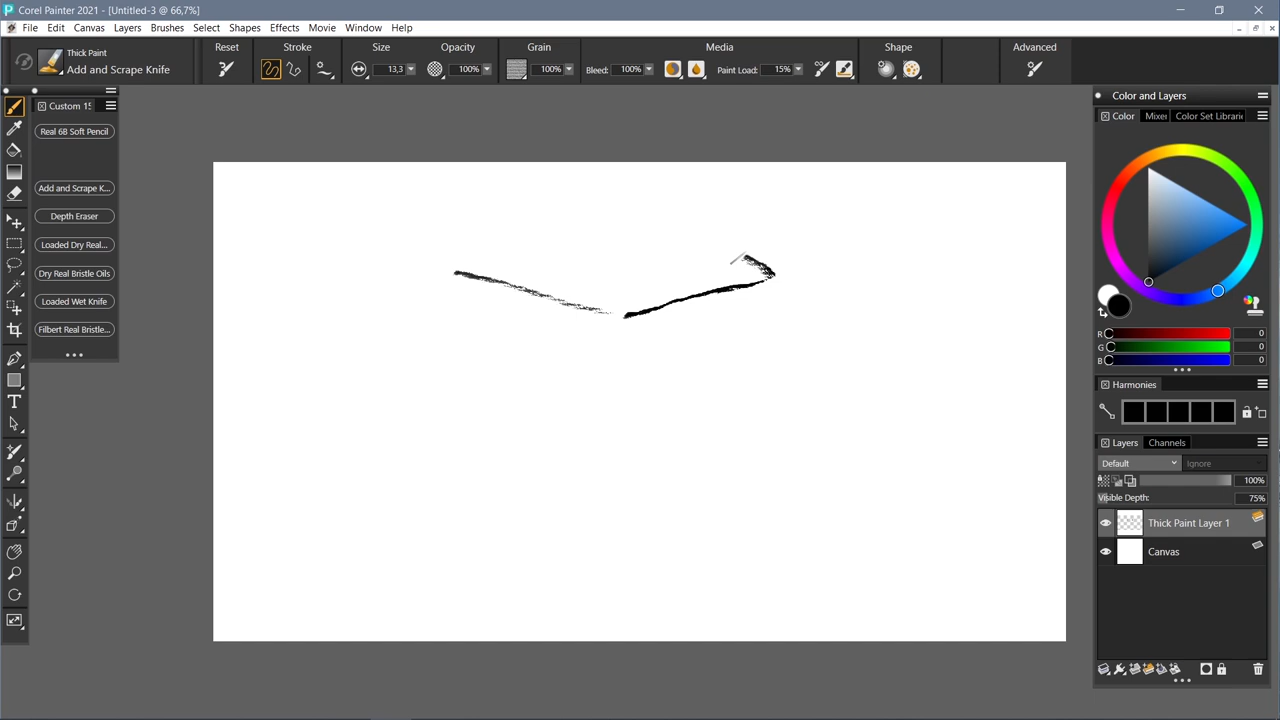 Corel Painter 2021 - [Untitled-3 @ 66,7%]
File Edit Canvas Layers Brushes Select Shapes Effects Movie Window Help
Thick Paint
Add and Scrape Knife
Reset
Stroke
Size
13,3
Opacity
100%
Grain
100%
Media
Bleed: 100%
Paint Load: 15%
Shape
Advanced
Custom 15
Real 6B Soft Pencil
Add and Scrape K...
Depth Eraser
Loaded Dry Real...
Dry Real Bristle Oils
Loaded Wet Knife
Filbert Real Bristle...
Color and Layers
Color Mixer Color Set Librarie
R 0
G 0
B 0
Harmonies
Layers Channels
Default Ignore
100%
Visible Depth: 75%
Thick Paint Layer 1
Canvas